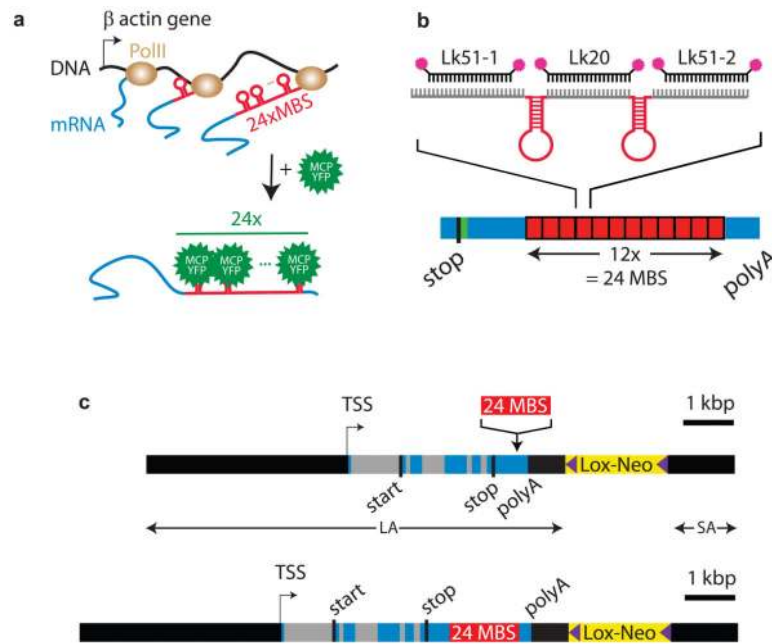 a
β actin gene
PolII
DNA
mRNA
24xMBS
+ MCP YFP
24x
MCP YFP MCP YFP ... MCP YFP
b
Lk51-1 Lk20 Lk51-2
stop
12x
= 24 MBS
polyA
c
TSS
24 MBS
1 kbp
Lox-Neo
start
stop
polyA
LA
SA
TSS
start
stop
polyA
1 kbp
24 MBS
Lox-Neo